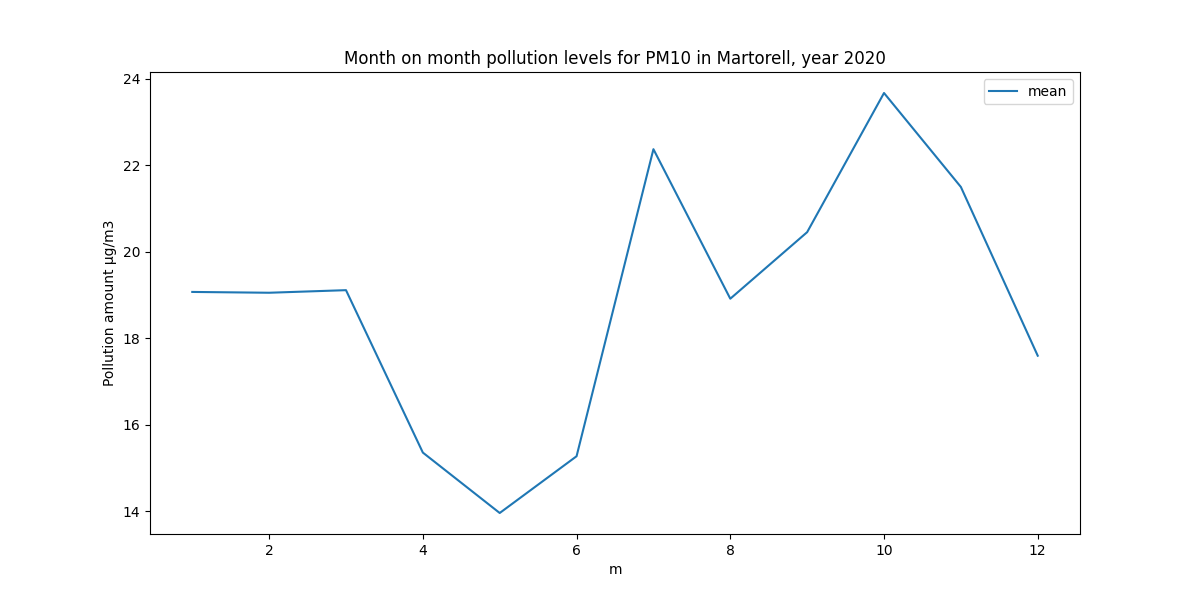 Month on month pollution levels for PM10 in Martorell, year 2020
mean
24
22
20
18
16
14
Pollution amount µg/m3
2 4 6 8 10 12
m